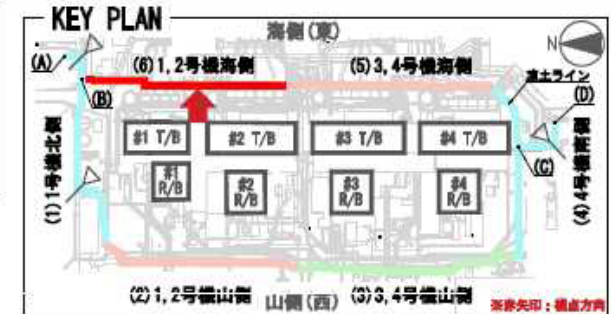 KEY PLAN
海側(東)
N
(A)
(6)1,2号機海側
(5)3,4号機海側
凍土ライン
(B)
(D)
#1 T/B
#2 T/B
#3 T/B
#4 T/B
(C)
(1)1号機北側
#1
R/B
#2
R/B
#3
R/B
#4
R/B
(4)4号機南側
(2)1,2号機山側
山側(西)
(3)3,4号機山側
※赤矢印:視点方向